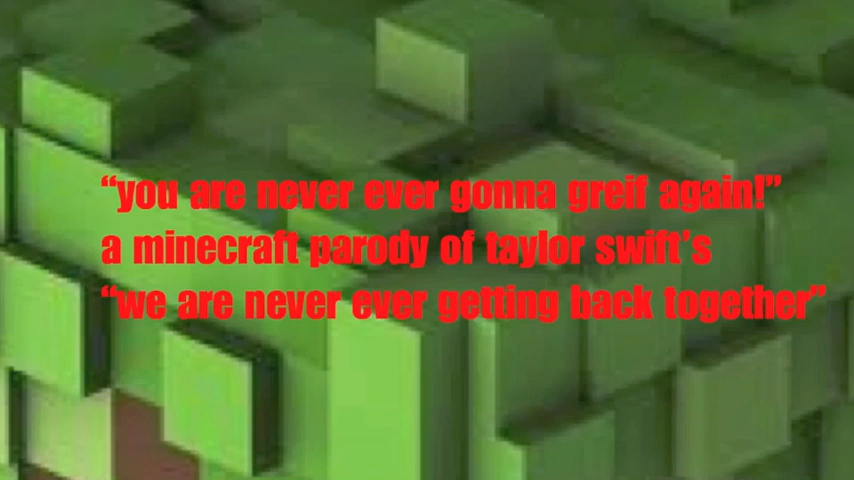 “you are never ever gonna greif again!”
a minecraft parody of taylor swift’s
“we are never ever getting back together”